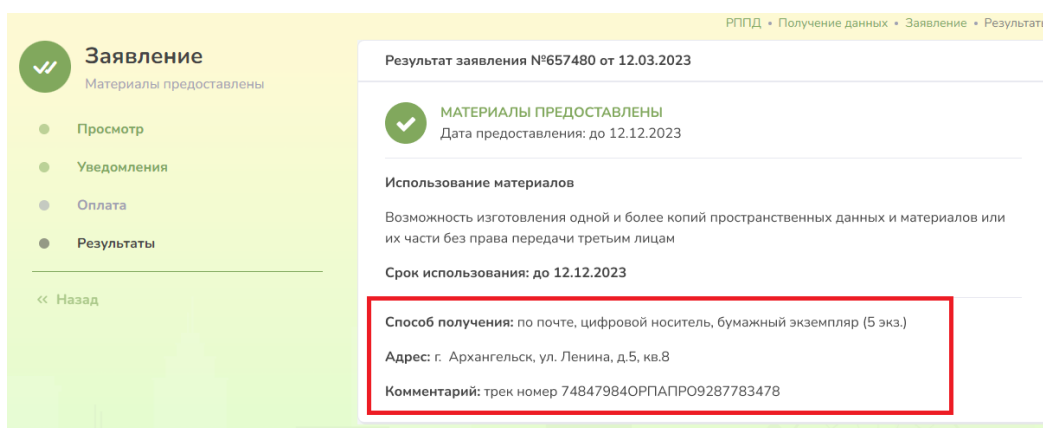 РППД • Получение данных • Заявление • Результаты
Заявление
Материалы предоставлены
Просмотр
Уведомления
Оплата
Результаты
« Назад
Результат заявления №657480 от 12.03.2023
МАТЕРИАЛЫ ПРЕДОСТАВЛЕНЫ
Дата предоставления: до 12.12.2023
Использование материалов
Возможность изготовления одной и более копий пространственных данных и материалов или
их части без права передачи третьим лицам
Срок использования: до 12.12.2023
Способ получения: по почте, цифровой носитель, бумажный экземпляр (5 экз.)
Адрес: г. Архангельск, ул. Ленина, д.5, кв.8
Комментарий: трек номер 74847984ОРПАПРО9287783478